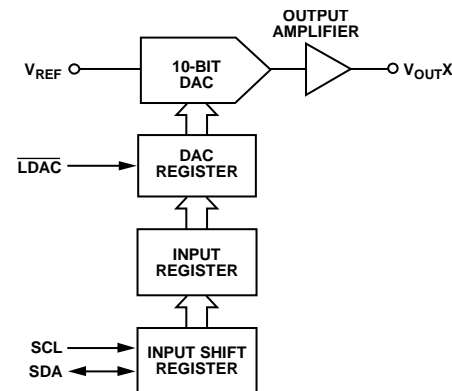 OUTPUT
AMPLIFIER
VREF
10-BIT
DAC
VOUTX
LDAC
DAC
REGISTER
INPUT
REGISTER
SCL
SDA
INPUT SHIFT
REGISTER